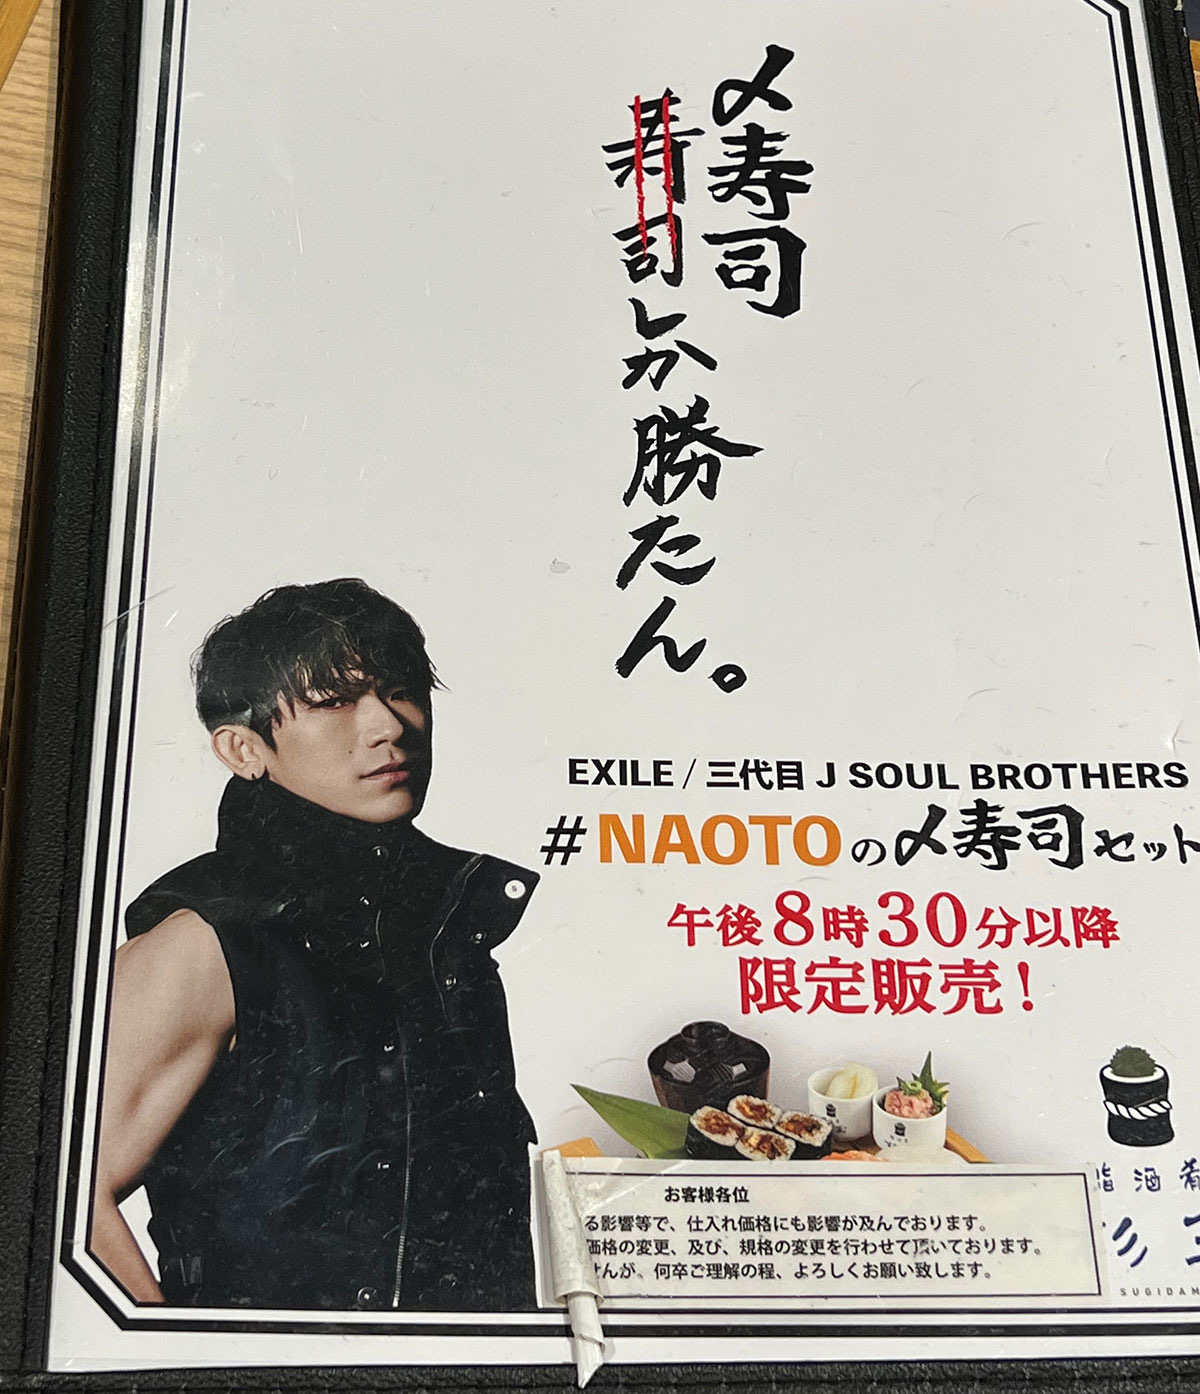 〆寿司
寿司しか勝たん。
EXILE / 三代目 J SOUL BROTHERS
#NAOTOの〆寿司セット
午後8時30分以降
限定販売!
お客様各位
る影響等で、仕入れ価格にも影響が及んでおります。
価格の変更、及び、規格の変更を行わせて頂いております。
せんが、何卒ご理解の程、よろしくお願い致します。
鮨 酒 肴
杉 玉
SUGIDAM